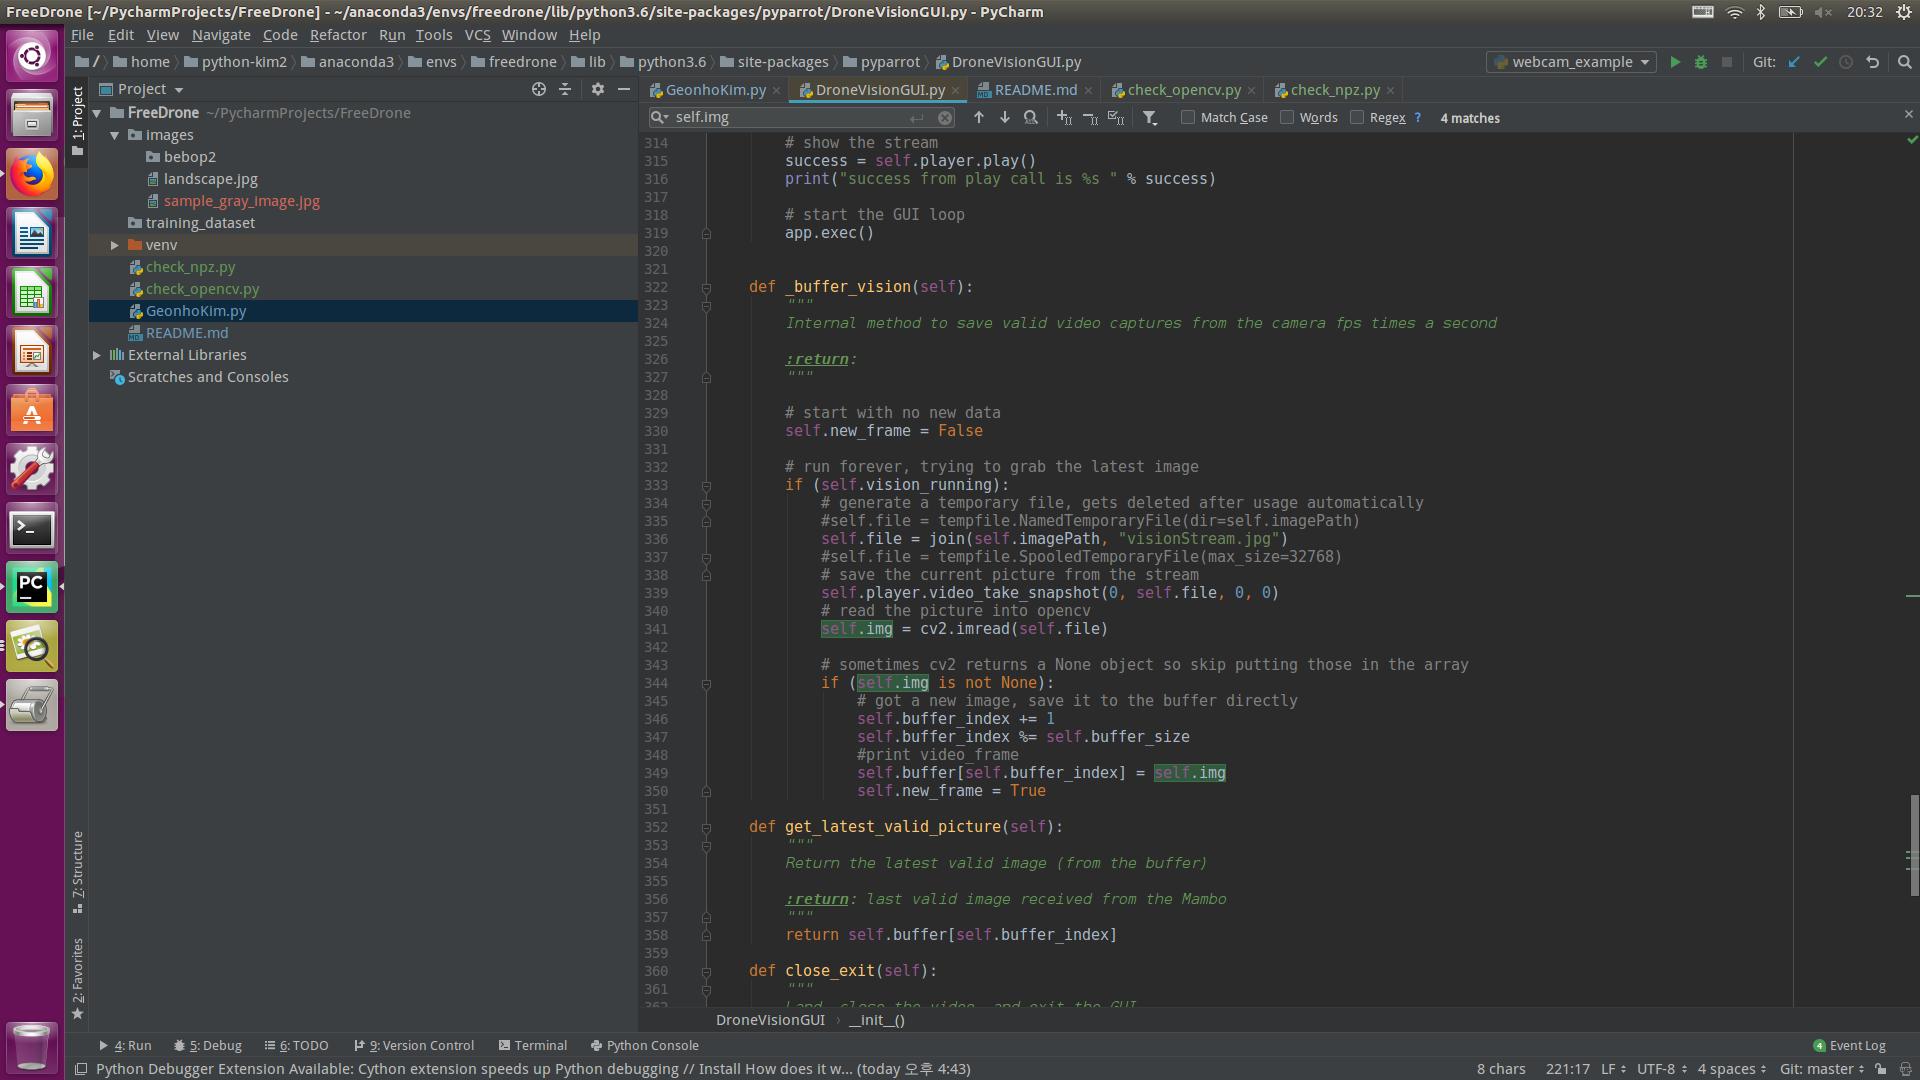 FreeDrone [~/PycharmProjects/FreeDrone] - ~/anaconda3/envs/freedrone/lib/python3.6/site-packages/pyparrot/DroneVisionGUI.py - PyCharm
20:32
File Edit View Navigate Code Refactor Run Tools VCS Window Help
/ home python-kim2 anaconda3 envs freedrone lib python3.6 site-packages pyparrot DroneVisionGUI.py
webcam_example
Git:
1: Project
Project
FreeDrone ~/PycharmProjects/FreeDrone
images
bebop2
landscape.jpg
sample_gray_image.jpg
training_dataset
venv
check_npz.py
check_opencv.py
GeonhoKim.py
README.md
External Libraries
Scratches and Consoles
GeonhoKim.py DroneVisionGUI.py README.md check_opencv.py check_npz.py
self.img
Match Case Words Regex ? 4 matches
314 # show the stream
315 success = self.player.play()
316 print("success from play call is %s " % success)
317
318 # start the GUI loop
319 app.exec()
320
321
322 def _buffer_vision(self):
323 """
324 Internal method to save valid video captures from the camera fps times a second
325
326 :return:
327 """
328
329 # start with no new data
330 self.new_frame = False
331
332 # run forever, trying to grab the latest image
333 if (self.vision_running):
334 # generate a temporary file, gets deleted after usage automatically
335 #self.file = tempfile.NamedTemporaryFile(dir=self.imagePath)
336 self.file = join(self.imagePath, "visionStream.jpg")
337 #self.file = tempfile.SpooledTemporaryFile(max_size=32768)
338 # save the current picture from the stream
339 self.player.video_take_snapshot(0, self.file, 0, 0)
340 # read the picture into opencv
341 self.img = cv2.imread(self.file)
342
343 # sometimes cv2 returns a None object so skip putting those in the array
344 if (self.img is not None):
345 # got a new image, save it to the buffer directly
346 self.buffer_index += 1
347 self.buffer_index %= self.buffer_size
348 #print video_frame
349 self.buffer[self.buffer_index] = self.img
350 self.new_frame = True
351
352 def get_latest_valid_picture(self):
353 """
354 Return the latest valid image (from the buffer)
355
356 :return: last valid image received from the Mambo
357 """
358 return self.buffer[self.buffer_index]
359
360 def close_exit(self):
361 """
362 Land, close the video, and exit the GUI
DroneVisionGUI › __init__()
7: Structure
2: Favorites
PC
4: Run 5: Debug 6: TODO 9: Version Control Terminal Python Console
4 Event Log
Python Debugger Extension Available: Cython extension speeds up Python debugging // Install How does it w... (today 오후 4:43)
8 chars 221:17 LF UTF-8 4 spaces Git: master